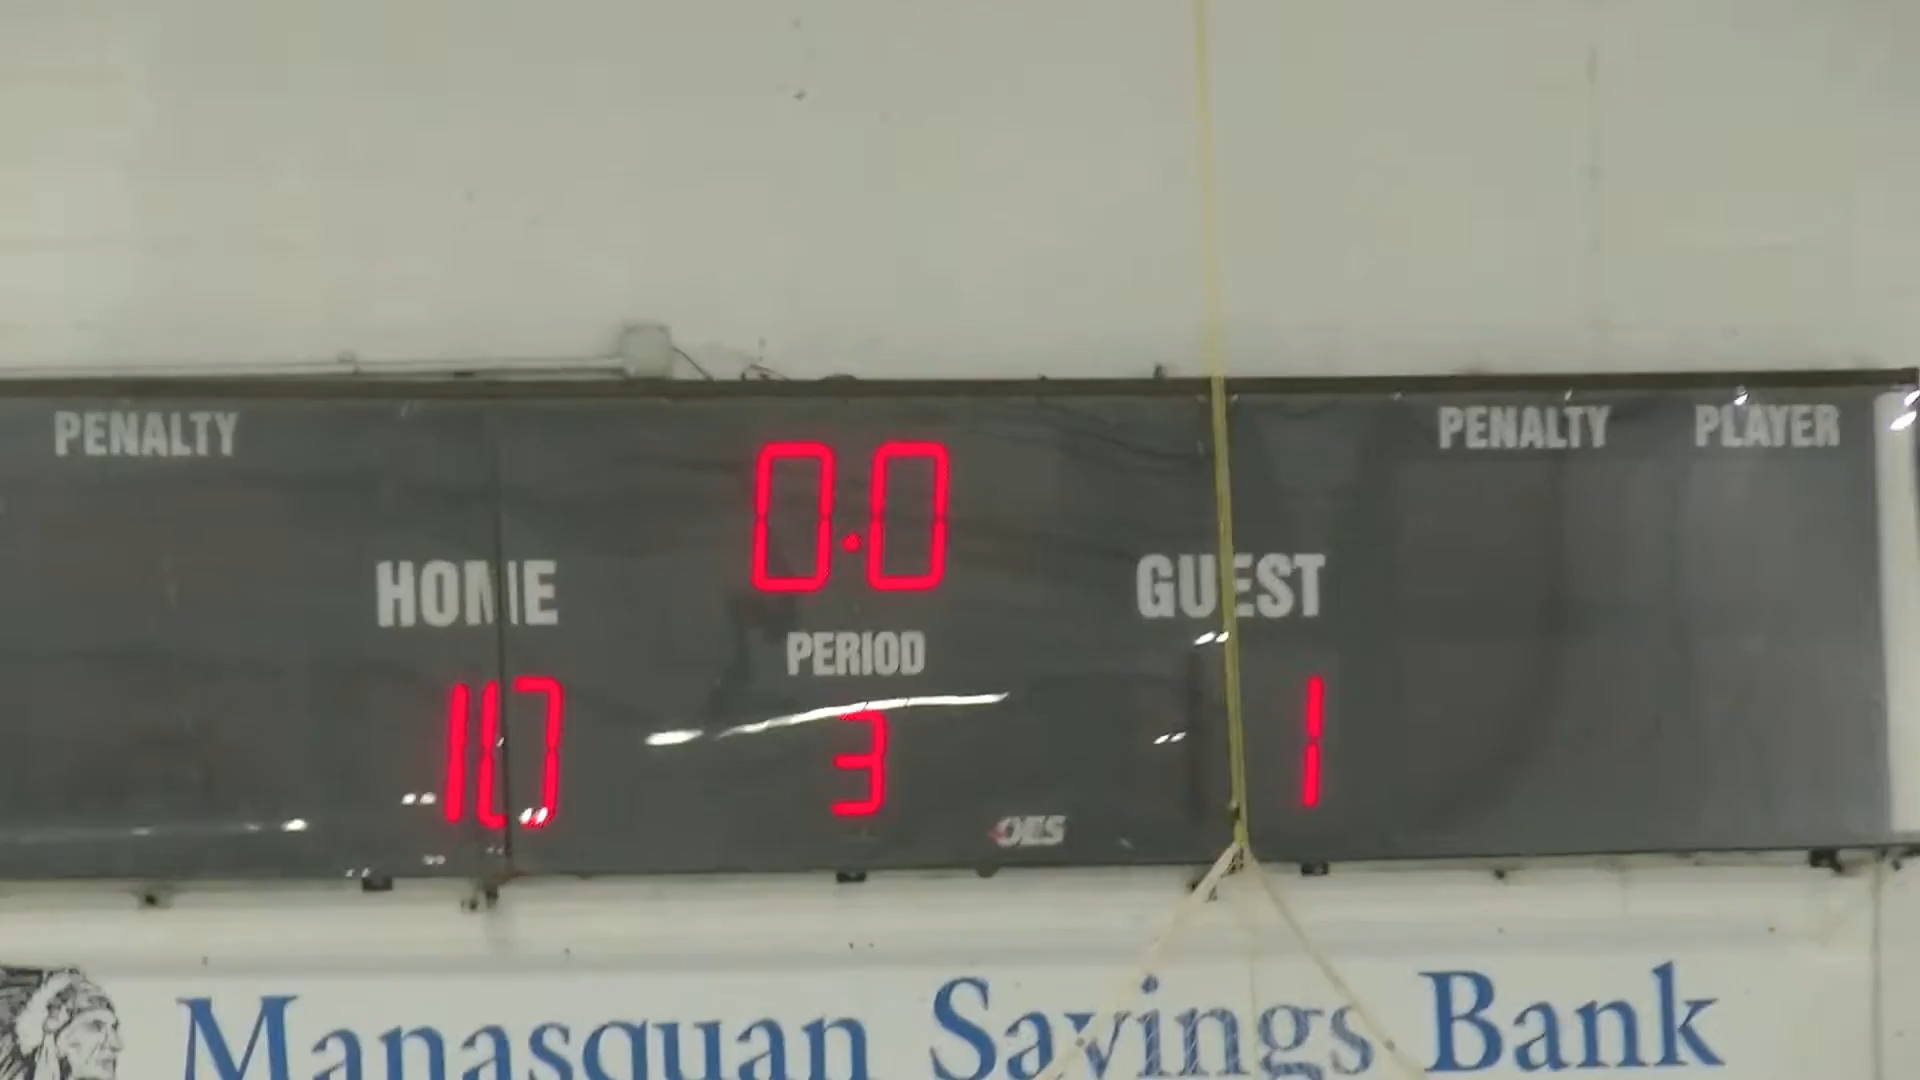 PENALTY
PENALTY
PLAYER
0.0
HOME
GUEST
PERIOD
10
3
1
OES
Manasquan Savings Bank